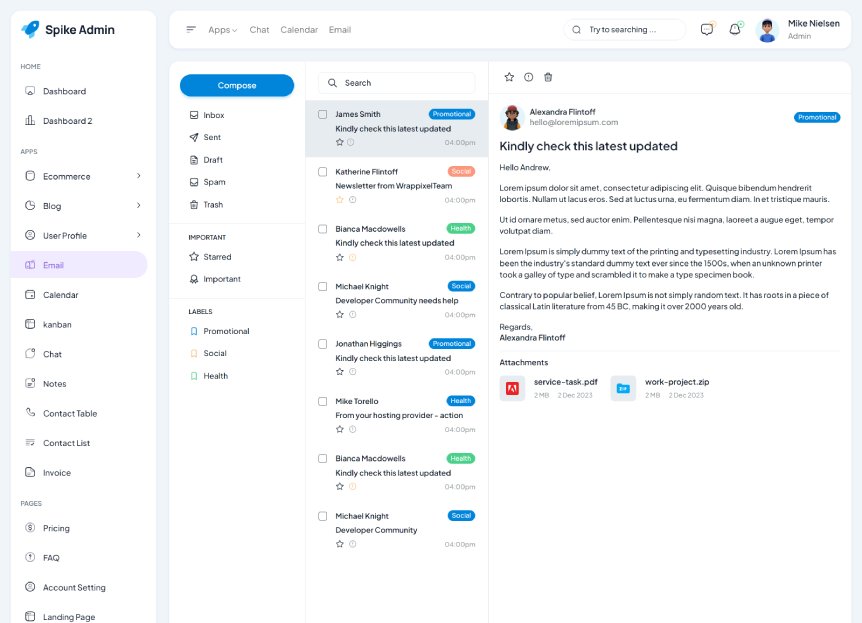 Spike Admin
HOME
Dashboard
Dashboard 2
APPS
Ecommerce
Blog
User Profile
Email
Calendar
kanban
Chat
Notes
Contact Table
Contact List
Invoice
PAGES
Pricing
FAQ
Account Setting
Landing Page
Apps Chat Calendar Email
Try to searching ...
Mike Nielsen
Admin
Compose
Inbox
Sent
Draft
Spam
Trash
IMPORTANT
Starred
Important
LABELS
Promotional
Social
Health
Search
James Smith Promotional
Kindly check this latest updated
04:00pm
Katherine Flintoff Social
Newsletter from WrappixelTeam
04:00pm
Bianca Macdowells Health
Kindly check this latest updated
04:00pm
Michael Knight Social
Developer Community needs help
04:00pm
Jonathan Higgings Promotional
Kindly check this latest updated
04:00pm
Mike Torello Health
From your hosting provider - action
04:00pm
Bianca Macdowells Health
Kindly check this latest updated
04:00pm
Michael Knight Social
Developer Community
04:00pm
Alexandra Flintoff
hello@loremipsum.com
Promotional
Kindly check this latest updated
Hello Andrew,
Lorem ipsum dolor sit amet, consectetur adipiscing elit. Quisque bibendum hendrerit
lobortis. Nullam ut lacus eros. Sed at luctus urna, eu fermentum diam. In et tristique mauris.
Ut id ornare metus, sed auctor enim. Pellentesque nisi magna, laoreet a augue eget, tempor
volutpat diam.
Lorem Ipsum is simply dummy text of the printing and typesetting industry. Lorem Ipsum has
been the industry's standard dummy text ever since the 1500s, when an unknown printer
took a galley of type and scrambled it to make a type specimen book.
Contrary to popular belief, Lorem Ipsum is not simply random text. It has roots in a piece of
classical Latin literature from 45 BC, making it over 2000 years old.
Regards,
Alexandra Flintoff
Attachments
service-task.pdf
2 MB 2 Dec 2023
ZIP
work-project.zip
2 MB 2 Dec 2023